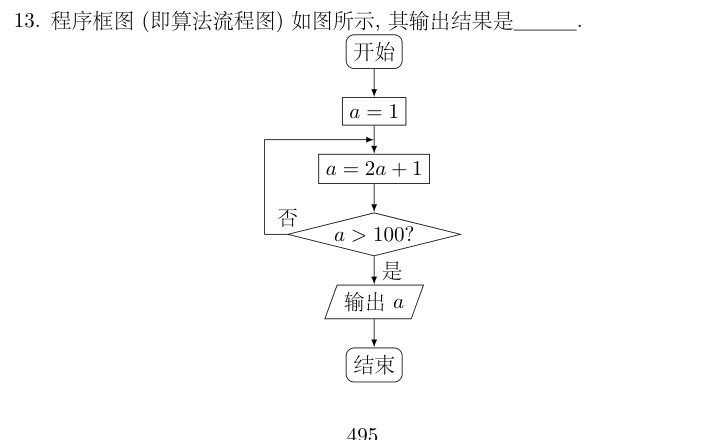 13. 程序框图 (即算法流程图) 如图所示, 其输出结果是______.
开始
a = 1
a = 2a + 1
否
a > 100?
是
输出 a
结束
495